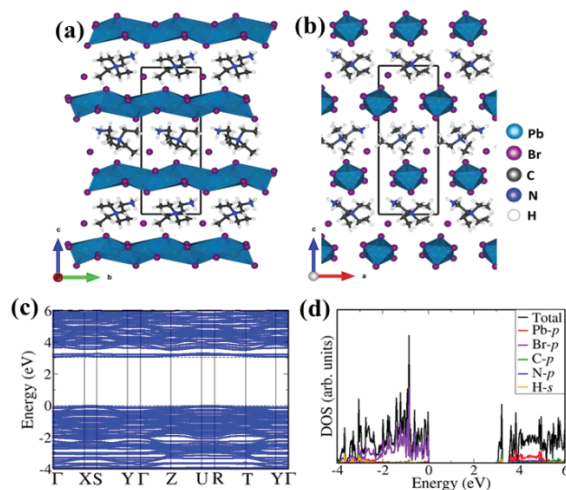 (a)
(b)
c
b
c
a
Pb
Br
C
N
H
(c)
Energy (eV)
6
4
2
0
-2
-4
Γ X S Y Γ Z U R T Y Γ
(d)
DOS (arb. units)
Total
Pb-p
Br-p
C-p
N-p
H-s
-4 -2 0 2 4 6
Energy (eV)